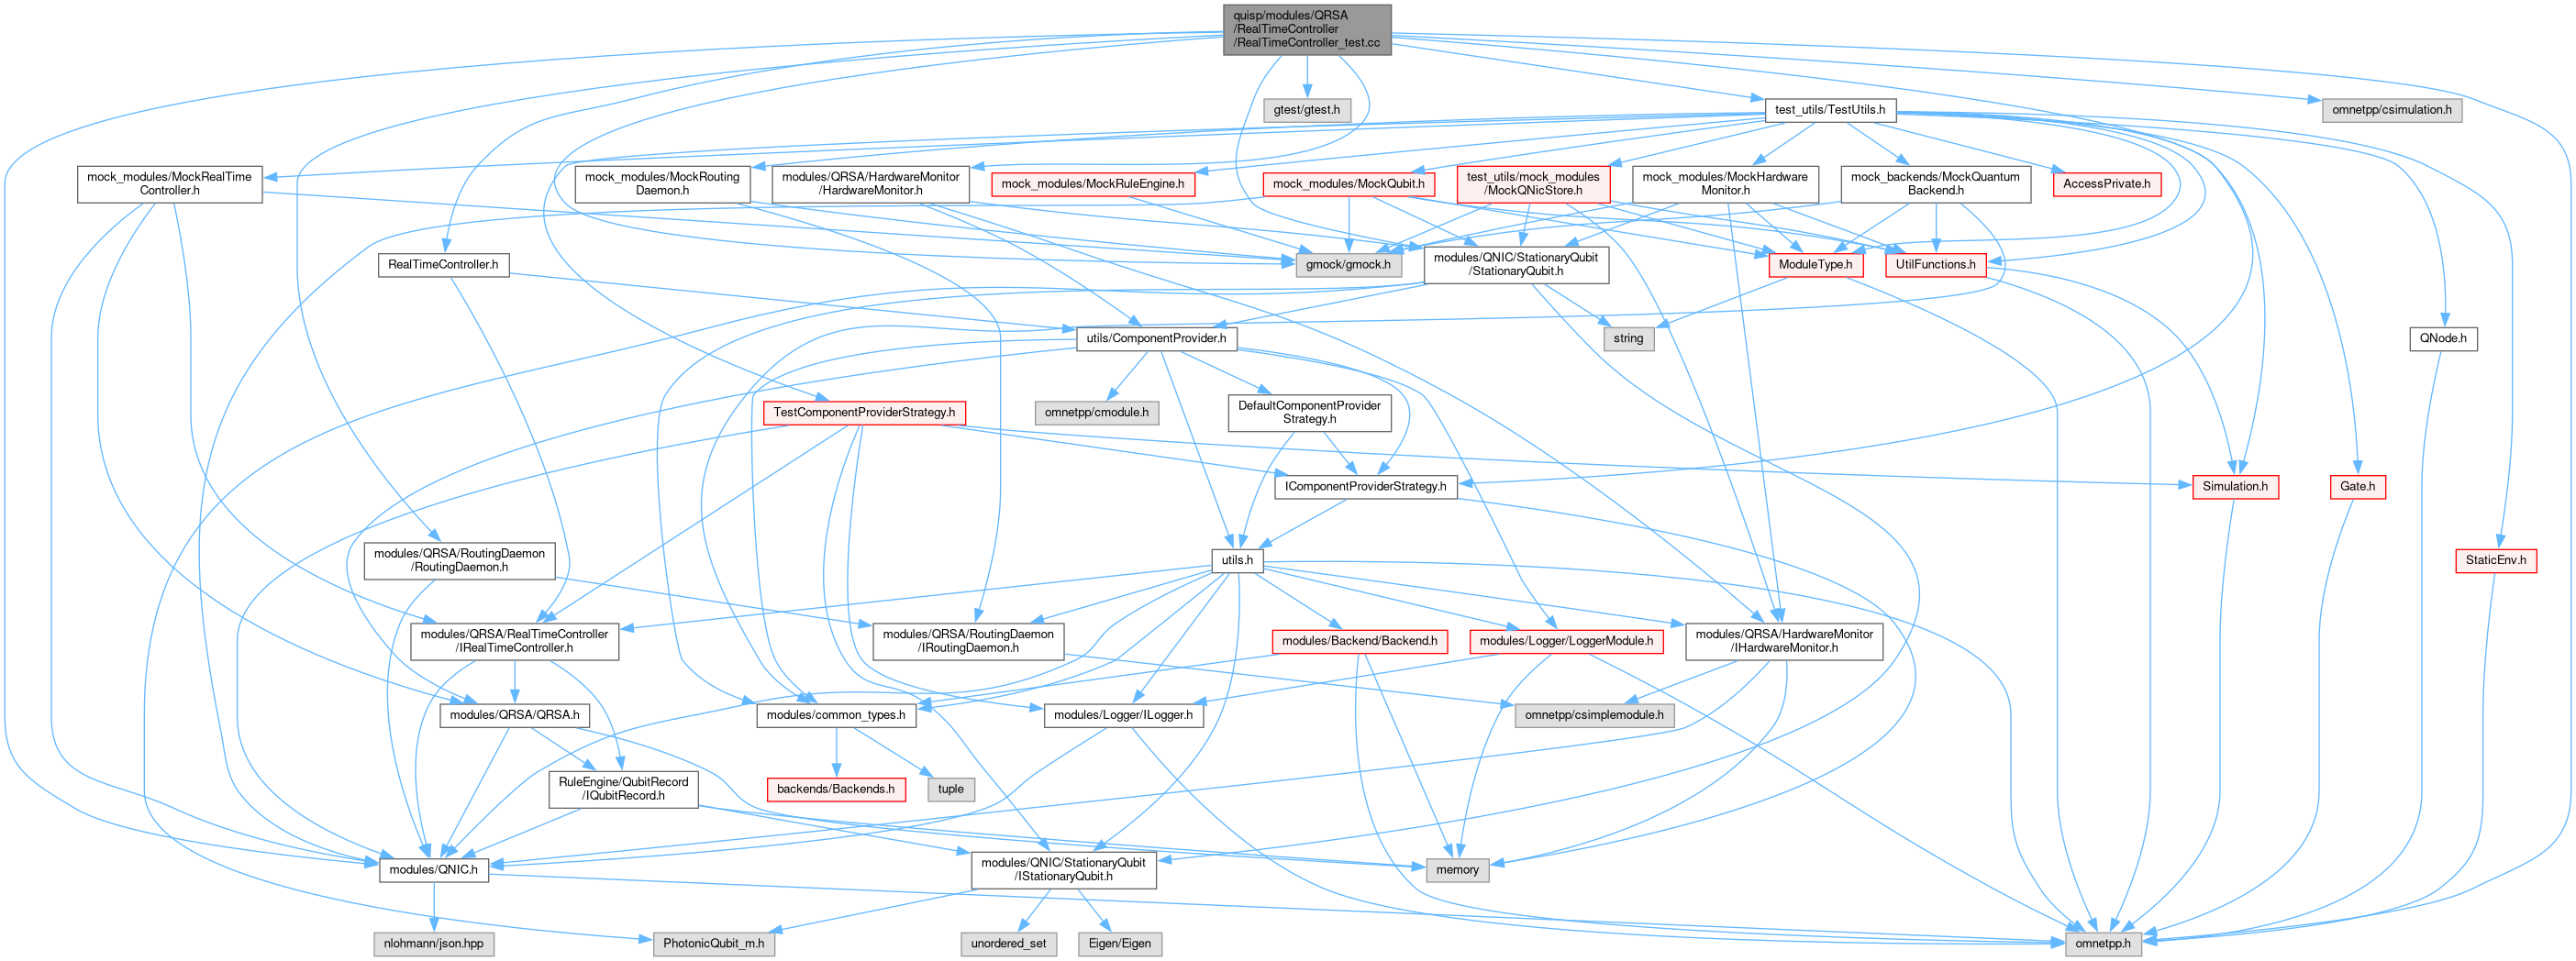 quisp/modules/QRSA
/RealTimeController
/RealTimeController_test.cc
gtest/gtest.h
test_utils/TestUtils.h
omnetpp/csimulation.h
mock_modules/MockRealTime
Controller.h
mock_modules/MockRouting
Daemon.h
modules/QRSA/HardwareMonitor
/HardwareMonitor.h
mock_modules/MockRuleEngine.h
mock_modules/MockQubit.h
test_utils/mock_modules
/MockQNicStore.h
mock_modules/MockHardware
Monitor.h
mock_backends/MockQuantum
Backend.h
AccessPrivate.h
RealTimeController.h
gmock/gmock.h
modules/QNIC/StationaryQubit
/StationaryQubit.h
ModuleType.h
UtilFunctions.h
utils/ComponentProvider.h
string
QNode.h
TestComponentProviderStrategy.h
omnetpp/cmodule.h
DefaultComponentProvider
Strategy.h
IComponentProviderStrategy.h
Simulation.h
Gate.h
modules/QRSA/RoutingDaemon
/RoutingDaemon.h
utils.h
StaticEnv.h
modules/QRSA/RealTimeController
/IRealTimeController.h
modules/QRSA/RoutingDaemon
/IRoutingDaemon.h
modules/Backend/Backend.h
modules/Logger/LoggerModule.h
modules/QRSA/HardwareMonitor
/IHardwareMonitor.h
modules/QRSA/QRSA.h
modules/common_types.h
modules/Logger/ILogger.h
omnetpp/csimplemodule.h
RuleEngine/QubitRecord
/IQubitRecord.h
backends/Backends.h
tuple
modules/QNIC.h
modules/QNIC/StationaryQubit
/IStationaryQubit.h
memory
nlohmann/json.hpp
PhotonicQubit_m.h
unordered_set
Eigen/Eigen
omnetpp.h